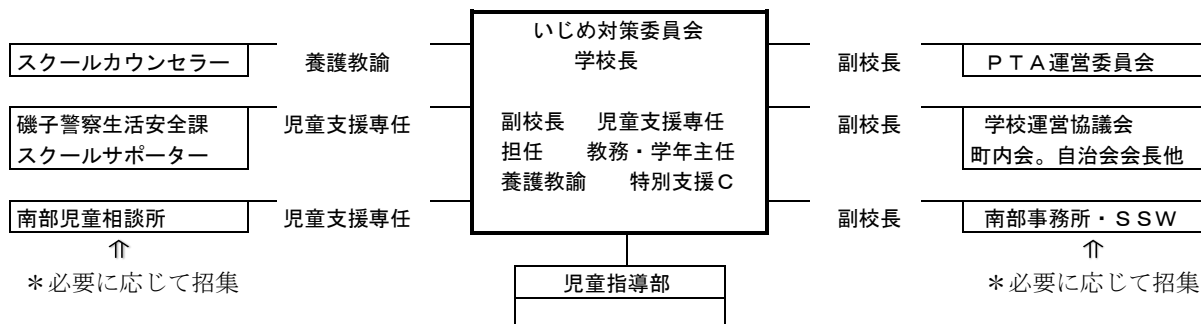 いじめ対策委員会
学校長
スクールカウンセラー　養護教諭　副校長　ＰＴＡ運営委員会
磯子警察生活安全課　児童支援専任　副校長　児童支援専任　副校長　学校運営協議会
スクールサポーター　担任　教務・学年主任　町内会。自治会会長他
養護教諭　特別支援Ｃ
南部児童相談所　児童支援専任　副校長　南部事務所・ＳＳＷ
⇑　⇑
＊必要に応じて招集　児童指導部　＊必要に応じて招集